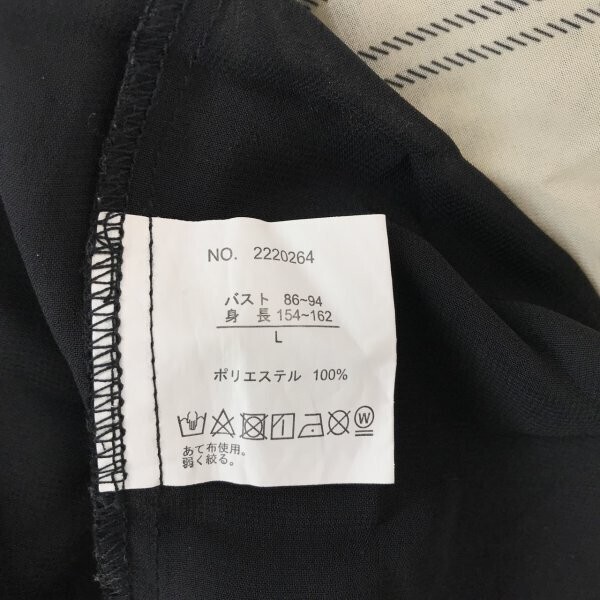 NO. 2220264
バスト 86~94
身 長 154~162
L
ポリエステル 100%
W
あて布使用。
弱く絞る。